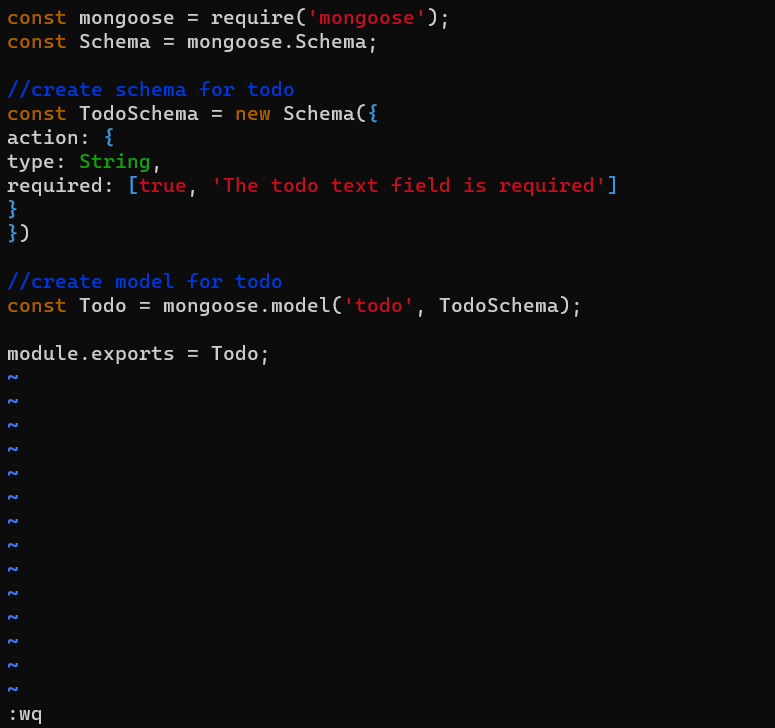 const mongoose = require('mongoose');
const Schema = mongoose.Schema;

//create schema for todo
const TodoSchema = new Schema({
action: {
type: String,
required: [true, 'The todo text field is required']
}
})

//create model for todo
const Todo = mongoose.model('todo', TodoSchema);

module.exports = Todo;
~
~
~
~
~
~
~
~
~
~
~
~
~
~
:wq